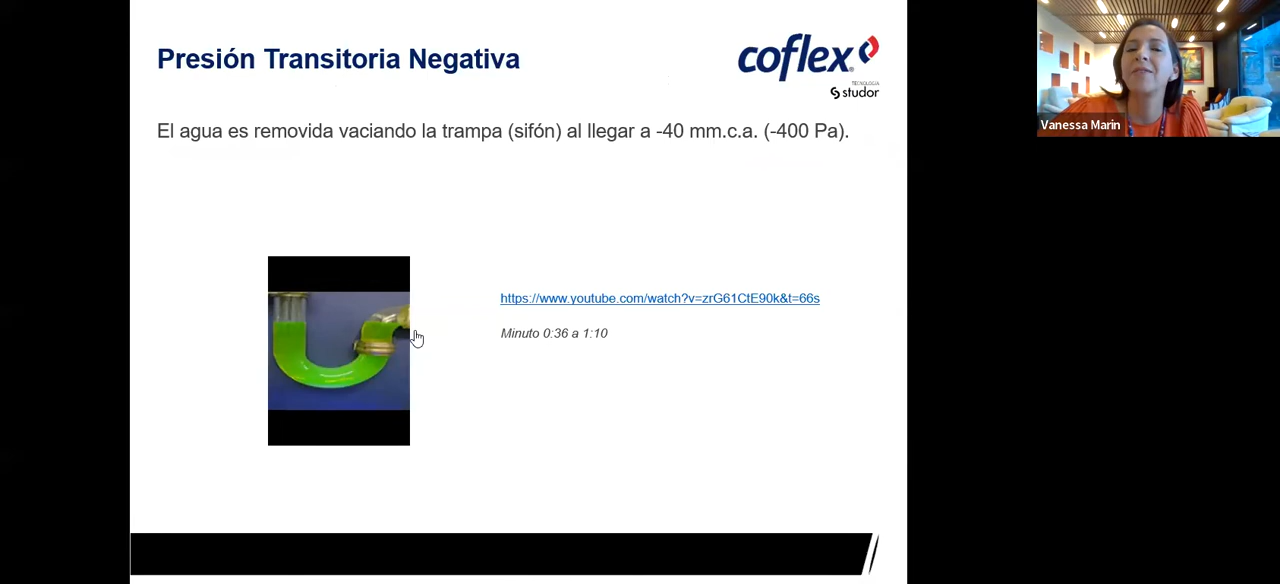 Presión Transitoria Negativa
coflex
TECNOLOGÍA
studor
El agua es removida vaciando la trampa (sifón) al llegar a -40 mm.c.a. (-400 Pa).
https://www.youtube.com/watch?v=zrG61CtE90k&t=66s
Minuto 0:36 a 1:10
Vanessa Marin